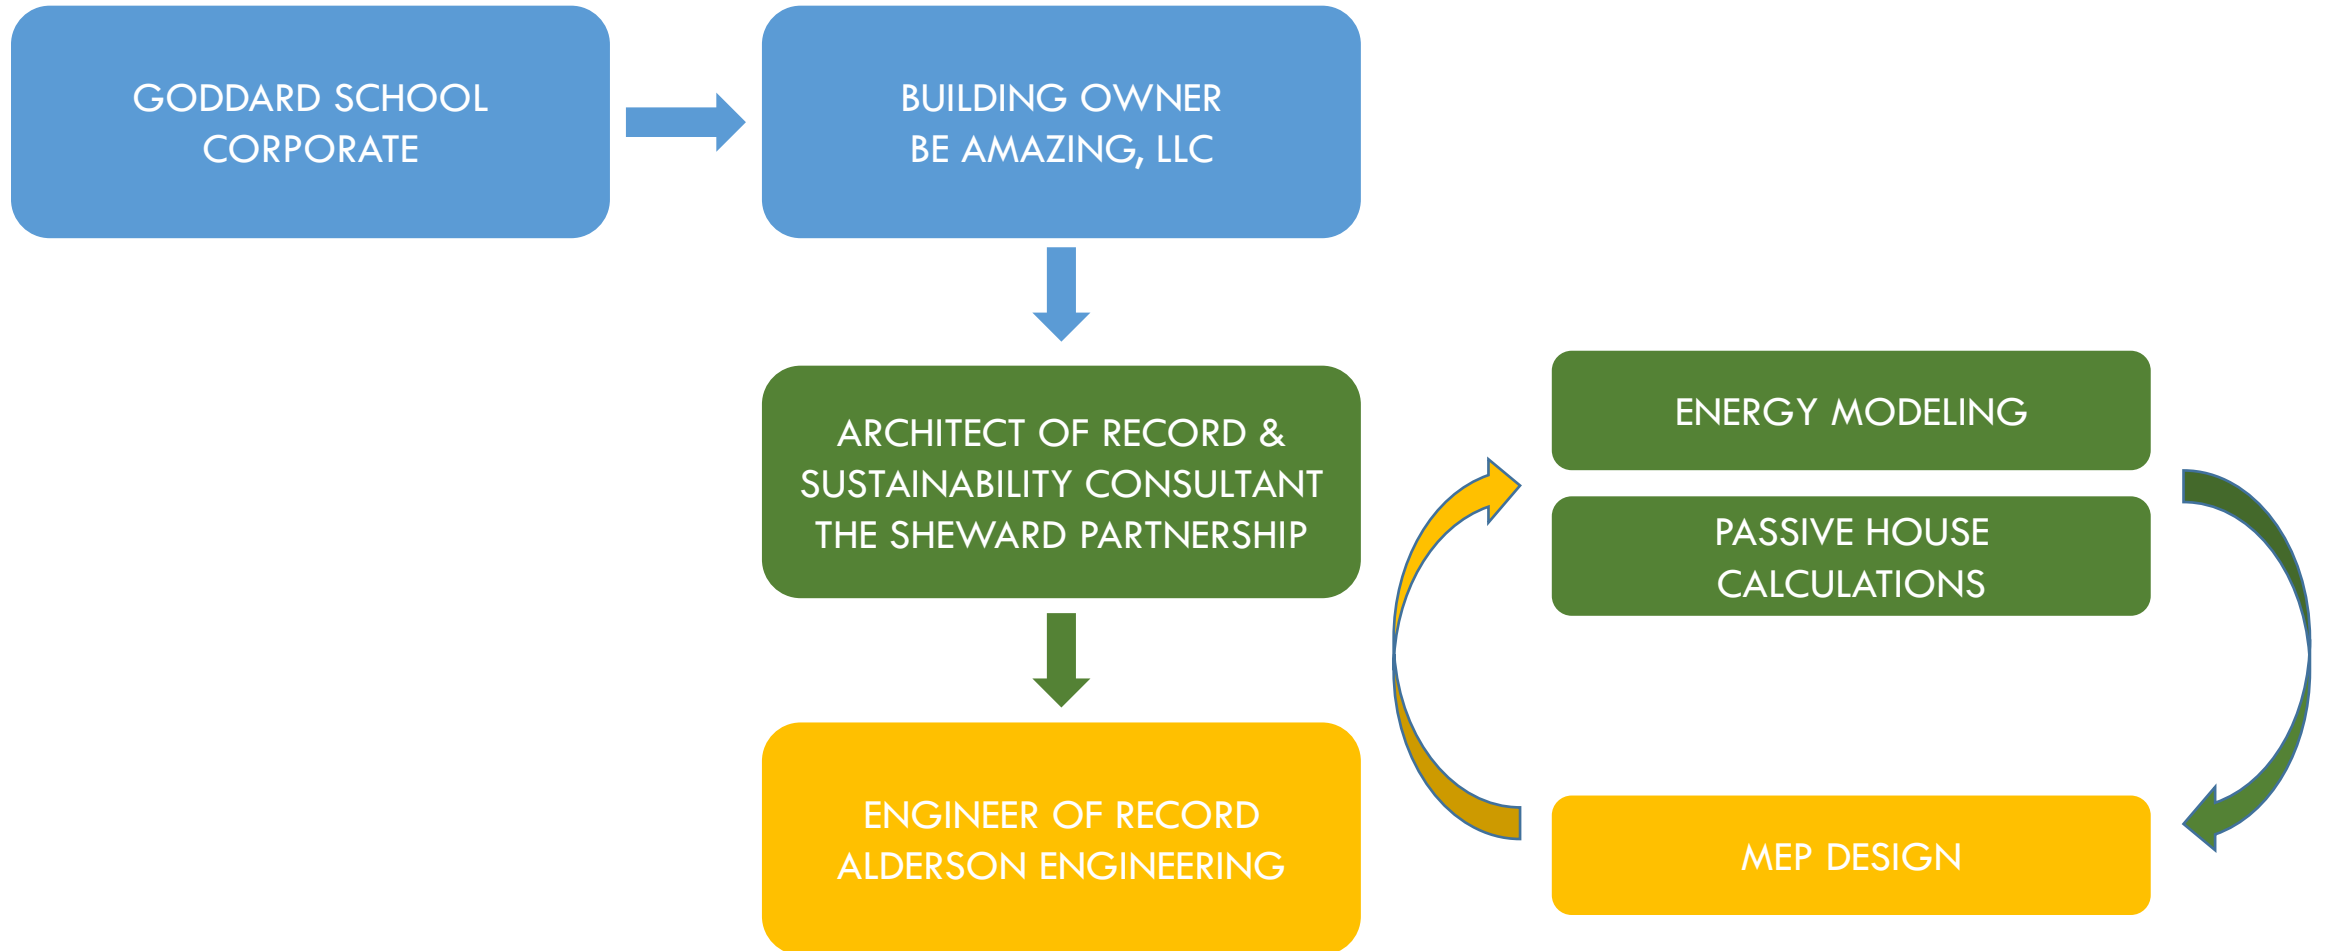 GODDARD SCHOOL
CORPORATE
BUILDING OWNER
BE AMAZING, LLC
ARCHITECT OF RECORD &
SUSTAINABILITY CONSULTANT
THE SHEWARD PARTNERSHIP
ENERGY MODELING
PASSIVE HOUSE
CALCULATIONS
ENGINEER OF RECORD
ALDERSON ENGINEERING
MEP DESIGN